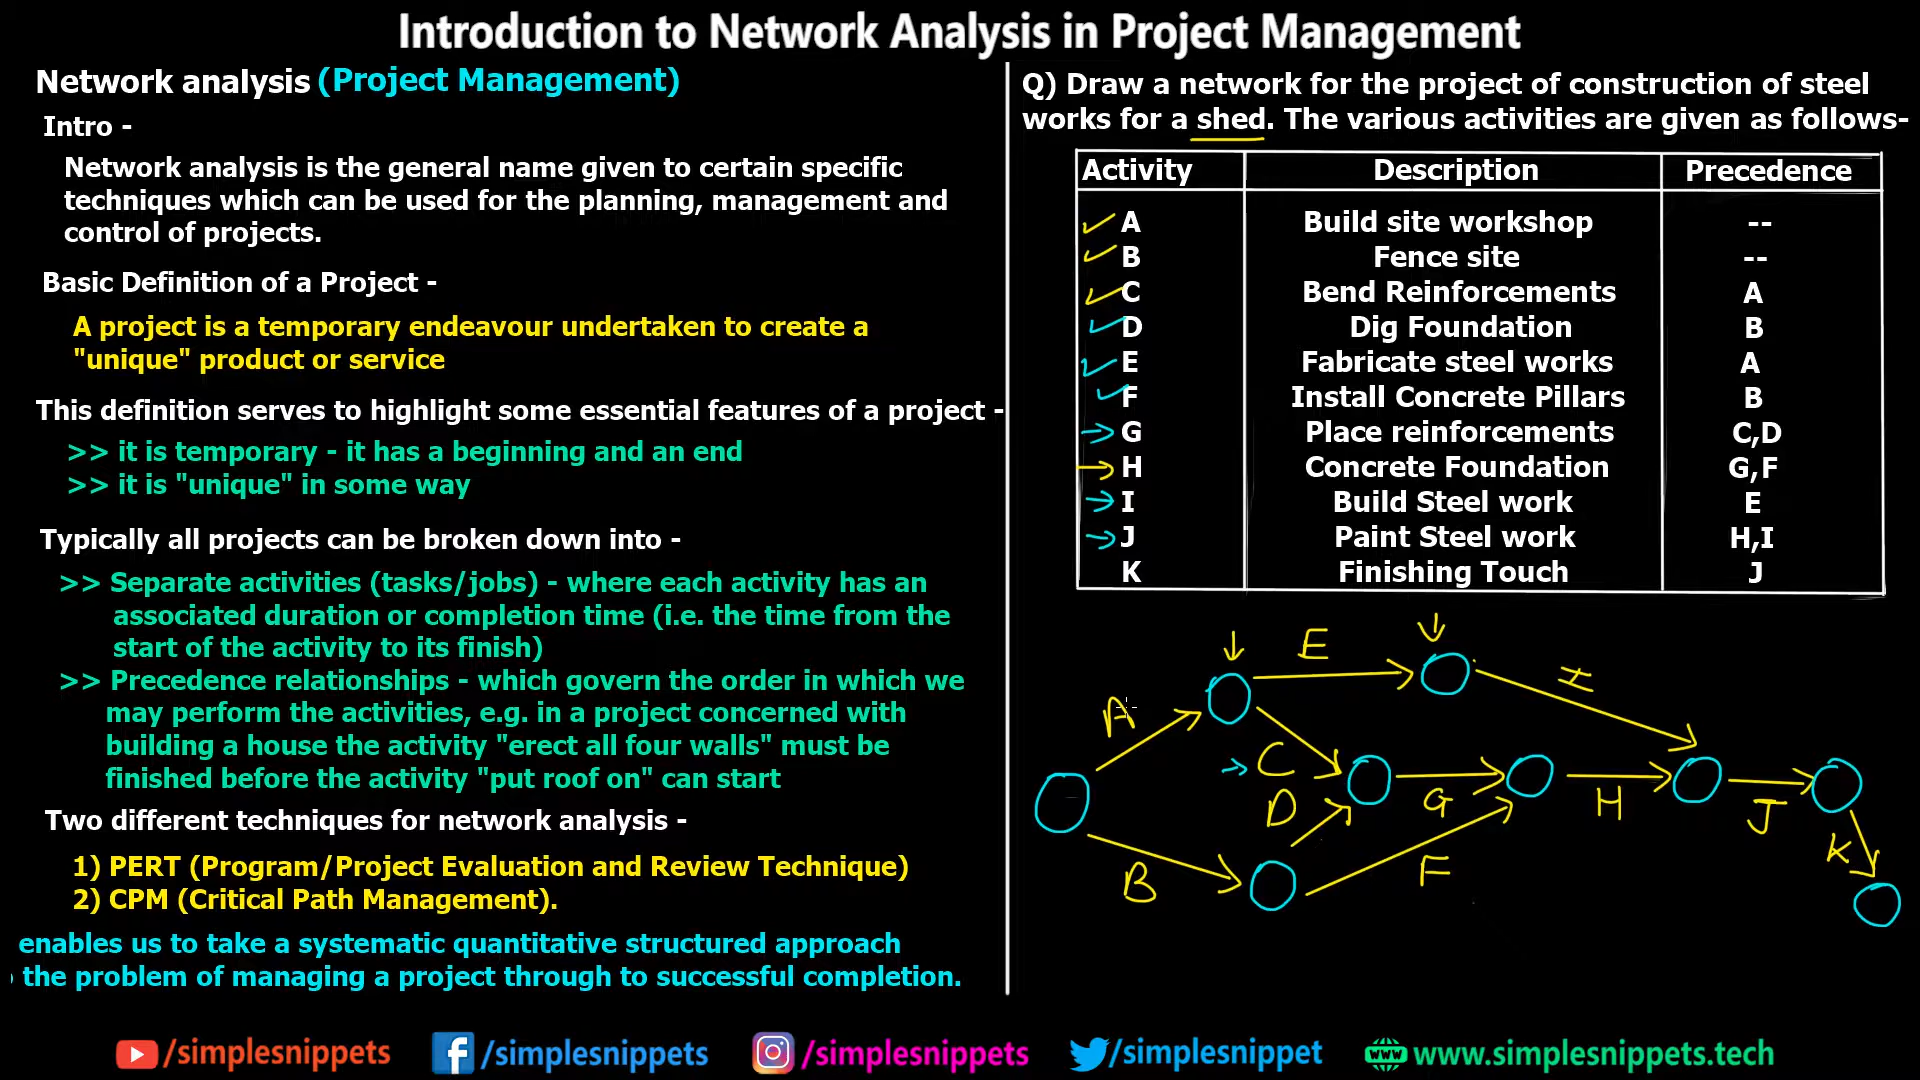 Introduction to Network Analysis in Project Management
Network analysis (Project Management)
Intro -
Network analysis is the general name given to certain specific
techniques which can be used for the planning, management and
control of projects.
Basic Definition of a Project -
A project is a temporary endeavour undertaken to create a
"unique" product or service
This definition serves to highlight some essential features of a project -
>> it is temporary - it has a beginning and an end
>> it is "unique" in some way
Typically all projects can be broken down into -
>> Separate activities (tasks/jobs) - where each activity has an
associated duration or completion time (i.e. the time from the
start of the activity to its finish)
>> Precedence relationships - which govern the order in which we
may perform the activities, e.g. in a project concerned with
building a house the activity "erect all four walls" must be
finished before the activity "put roof on" can start
Two different techniques for network analysis -
1) PERT (Program/Project Evaluation and Review Technique)
2) CPM (Critical Path Management).
enables us to take a systematic quantitative structured approach
the problem of managing a project through to successful completion.
Q) Draw a network for the project of construction of steel
works for a shed. The various activities are given as follows-
Activity Description Precedence
A Build site workshop --
B Fence site --
C Bend Reinforcements A
D Dig Foundation B
E Fabricate steel works A
F Install Concrete Pillars B
G Place reinforcements C,D
H Concrete Foundation G,F
I Build Steel work E
J Paint Steel work H,I
K Finishing Touch J
E
I
A
C
D
G
H
J
K
B
F
/simplesnippets
/simplesnippets
/simplesnippets
/simplesnippet
www.simplesnippets.tech